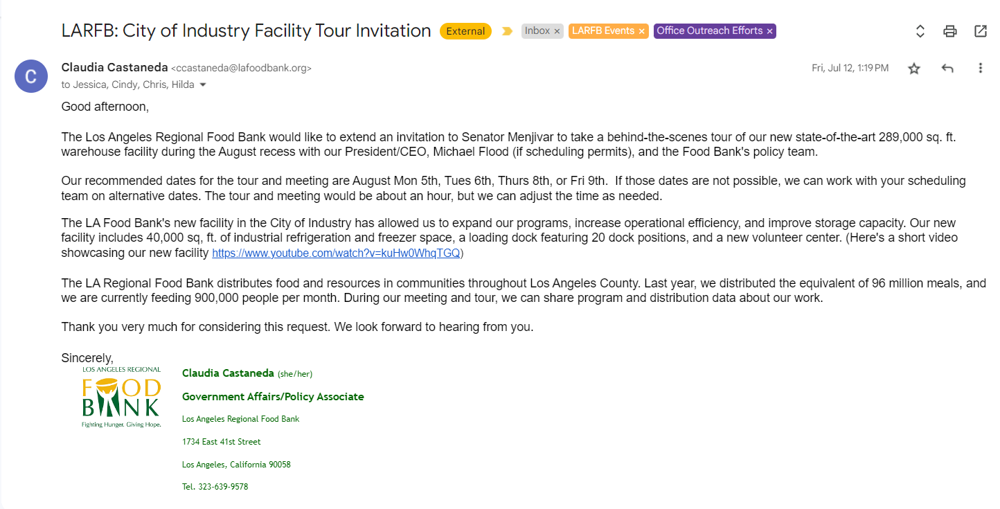 LARFB: City of Industry Facility Tour Invitation External Inbox × LARFB Events × Office Outreach Efforts ×
C
Claudia Castaneda <ccastaneda@lafoodbank.org> Fri, Jul 12, 1:19 PM
to Jessica, Cindy, Chris, Hilda
Good afternoon,
The Los Angeles Regional Food Bank would like to extend an invitation to Senator Menjivar to take a behind-the-scenes tour of our new state-of-the-art 289,000 sq. ft.
warehouse facility during the August recess with our President/CEO, Michael Flood (if scheduling permits), and the Food Bank's policy team.
Our recommended dates for the tour and meeting are August Mon 5th, Tues 6th, Thurs 8th, or Fri 9th.  If those dates are not possible, we can work with your scheduling
team on alternative dates. The tour and meeting would be about an hour, but we can adjust the time as needed.
The LA Food Bank's new facility in the City of Industry has allowed us to expand our programs, increase operational efficiency, and improve storage capacity. Our new
facility includes 40,000 sq, ft. of industrial refrigeration and freezer space, a loading dock featuring 20 dock positions, and a new volunteer center. (Here's a short video
showcasing our new facility https://www.youtube.com/watch?v=kuHw0WhqTGQ)
The LA Regional Food Bank distributes food and resources in communities throughout Los Angeles County. Last year, we distributed the equivalent of 96 million meals, and
we are currently feeding 900,000 people per month. During our meeting and tour, we can share program and distribution data about our work.
Thank you very much for considering this request. We look forward to hearing from you.
Sincerely,
LOS ANGELES REGIONAL
FOOD
BANK
Fighting Hunger. Giving Hope.
Claudia Castaneda (she/her)
Government Affairs/Policy Associate
Los Angeles Regional Food Bank
1734 East 41st Street
Los Angeles, California 90058
Tel. 323-639-9578